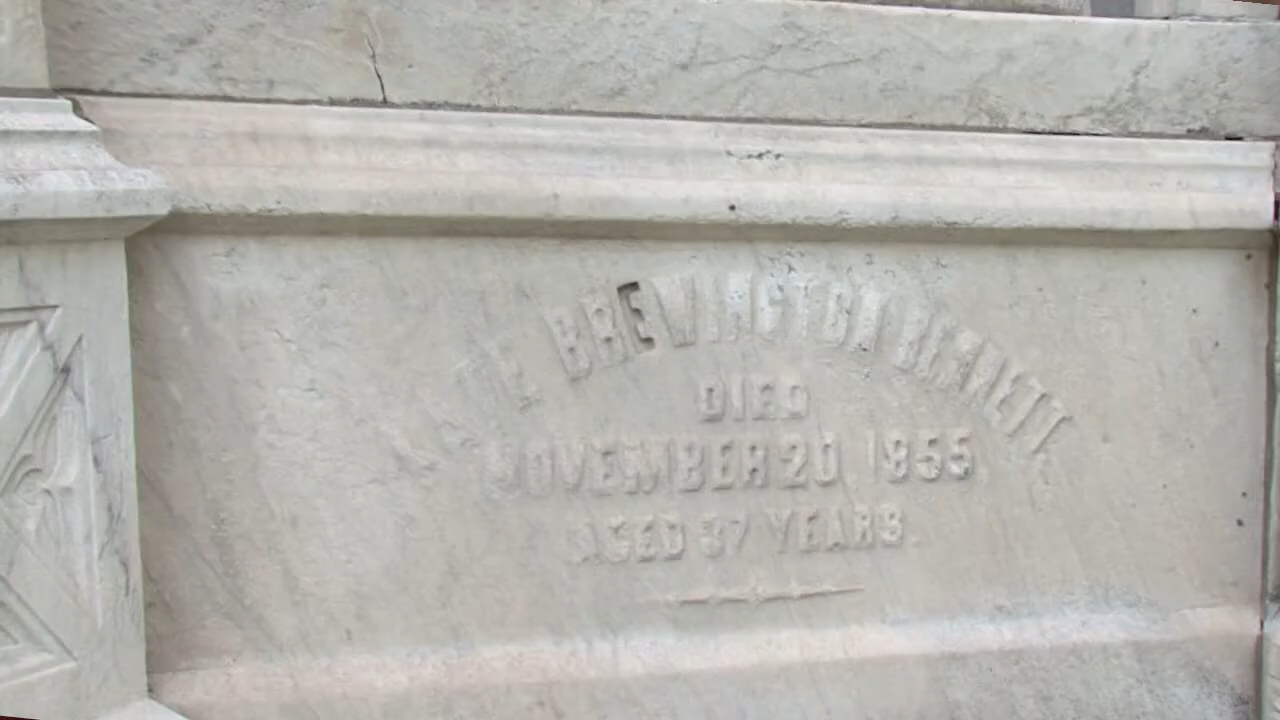 BREWINGTON BENNETT
DIED
NOVEMBER 20, 1855
AGED 37 YEARS.